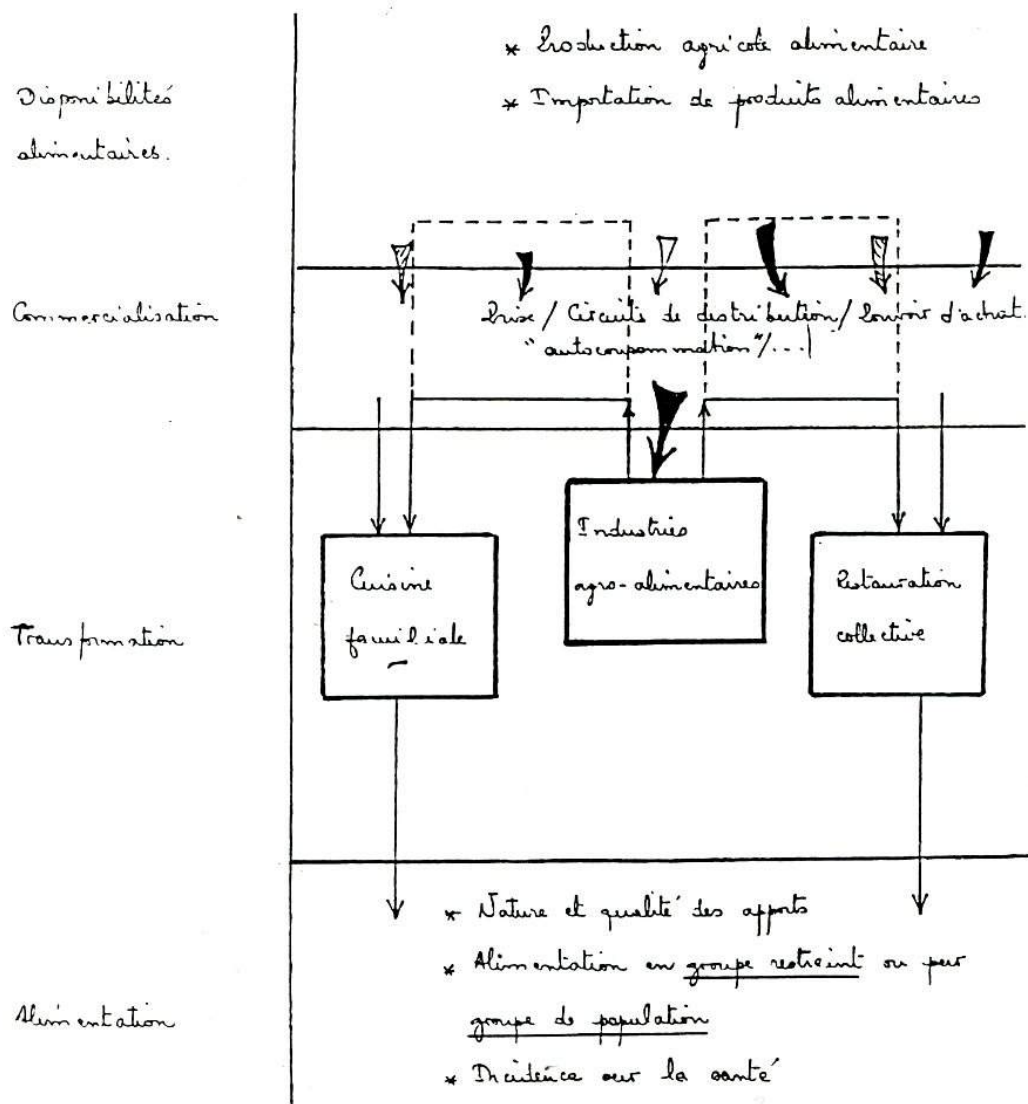 * Production agricole alimentaire
Disponibilités
* Importation de produits alimentaires
alimentaires.
Commercialisation
Prix / Circuits de distribution / Pouvoir d'achat.
"autoconsommation" /....)
Industries
agro-alimentaires
Cuisine
familiale
Restauration
collective
Transformation
* Nature et qualité des apports
* Alimentation en groupe restreint ou par
groupe de population
Alimentation
* Incidence sur la santé